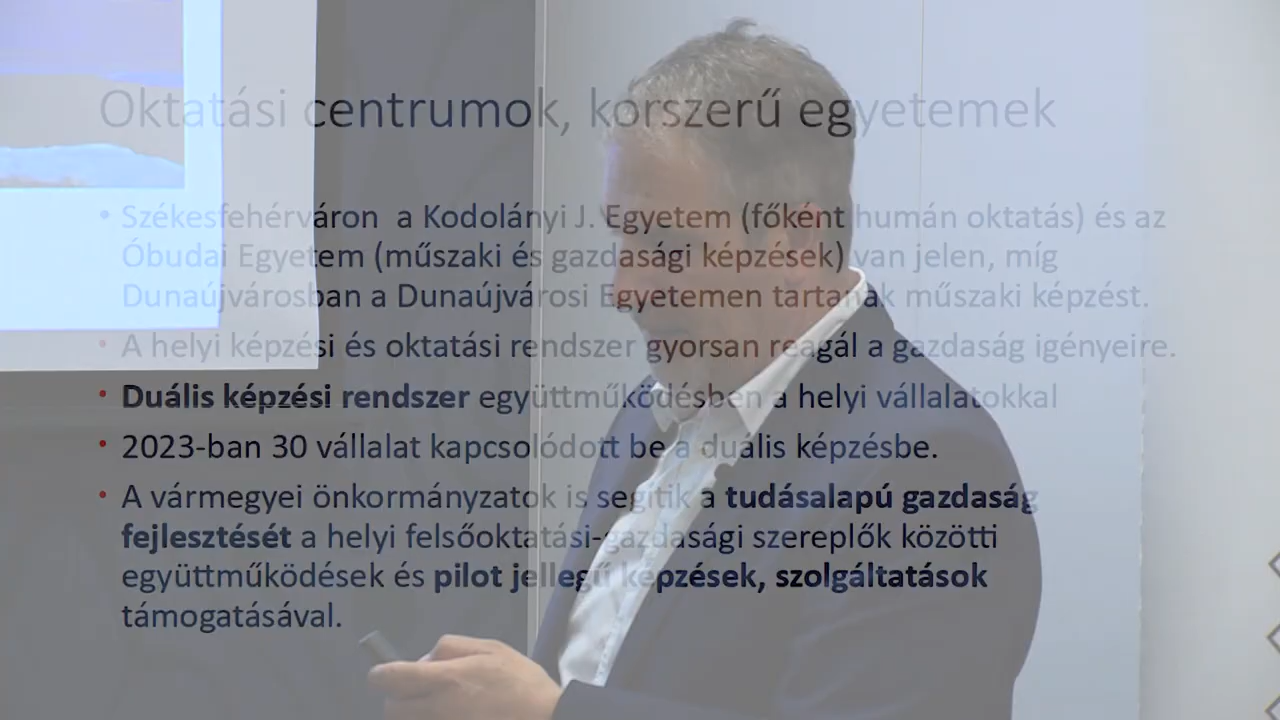 Oktatási centrumok, korszerű egyetemek
• Székesfehérváron a Kodolányi J. Egyetem (főként humán oktatás) és az
Óbudai Egyetem (műszaki és gazdasági képzések) van jelen, míg
Dunaújvárosban a Dunaújvárosi Egyetemen tartanak műszaki képzést.
• A helyi képzési és oktatási rendszer gyorsan reagál a gazdaság igényeire.
• Duális képzési rendszer együttműködésben a helyi vállalatokkal
• 2023-ban 30 vállalat kapcsolódott be a duális képzésbe.
• A vármegyei önkormányzatok is segítik a tudásalapú gazdaság
fejlesztését a helyi felsőoktatási-gazdasági szereplők közötti
együttműködések és pilot jellegű képzések, szolgáltatások
támogatásával.